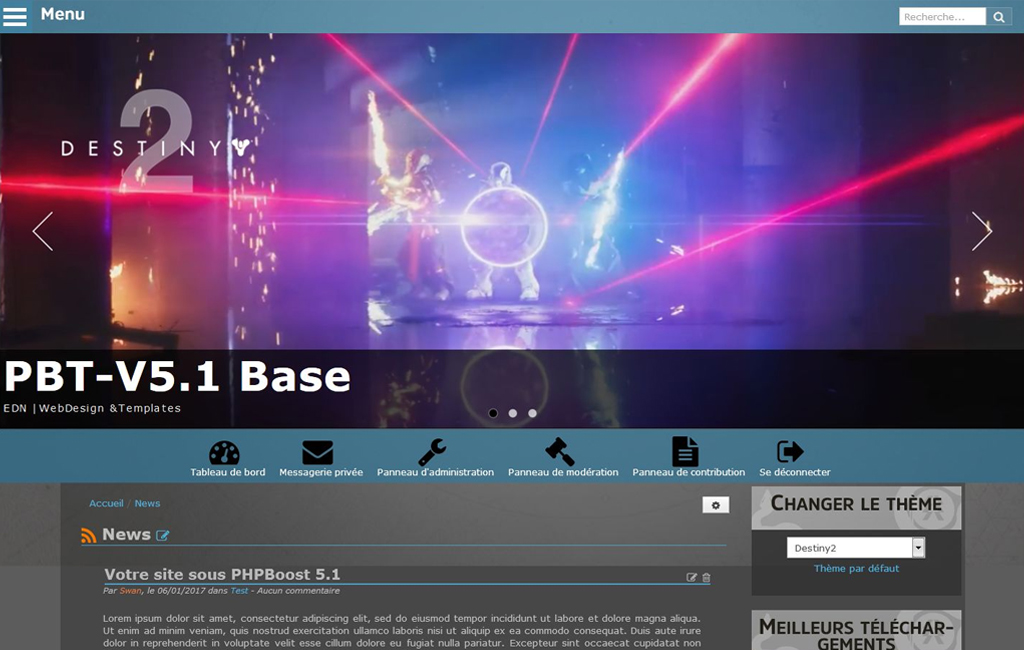 Menu
Recherche...
2
DESTINY
PBT-V5.1 Base
EDN |WebDesign &Templates
Tableau de bord
Messagerie privée
Panneau d'administration
Panneau de modération
Panneau de contribution
Se déconnecter
Accueil / News
News
Votre site sous PHPBoost 5.1
Par Swan, le 06/01/2017 dans Test - Aucun commentaire
Lorem ipsum dolor sit amet, consectetur adipiscing elit, sed do eiusmod tempor incididunt ut labore et dolore magna aliqua.
Ut enim ad minim veniam, quis nostrud exercitation ullamco laboris nisi ut aliquip ex ea commodo consequat. Duis aute irure
dolor in reprehenderit in voluptate velit esse cillum dolore eu fugiat nulla pariatur. Excepteur sint occaecat cupidatat non
Changer le thème
Destiny2
Thème par défaut
Meilleurs téléchar-
gements